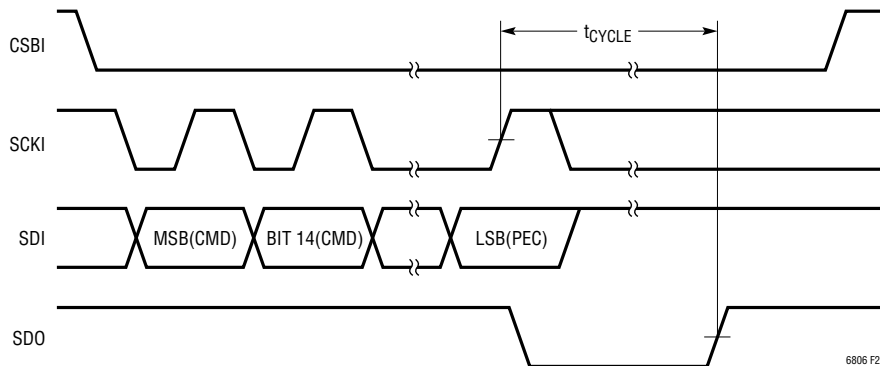 CSBI
tCYCLE
SCKI
SDI
MSB(CMD)
BIT 14(CMD)
LSB(PEC)
SDO
6806 F2